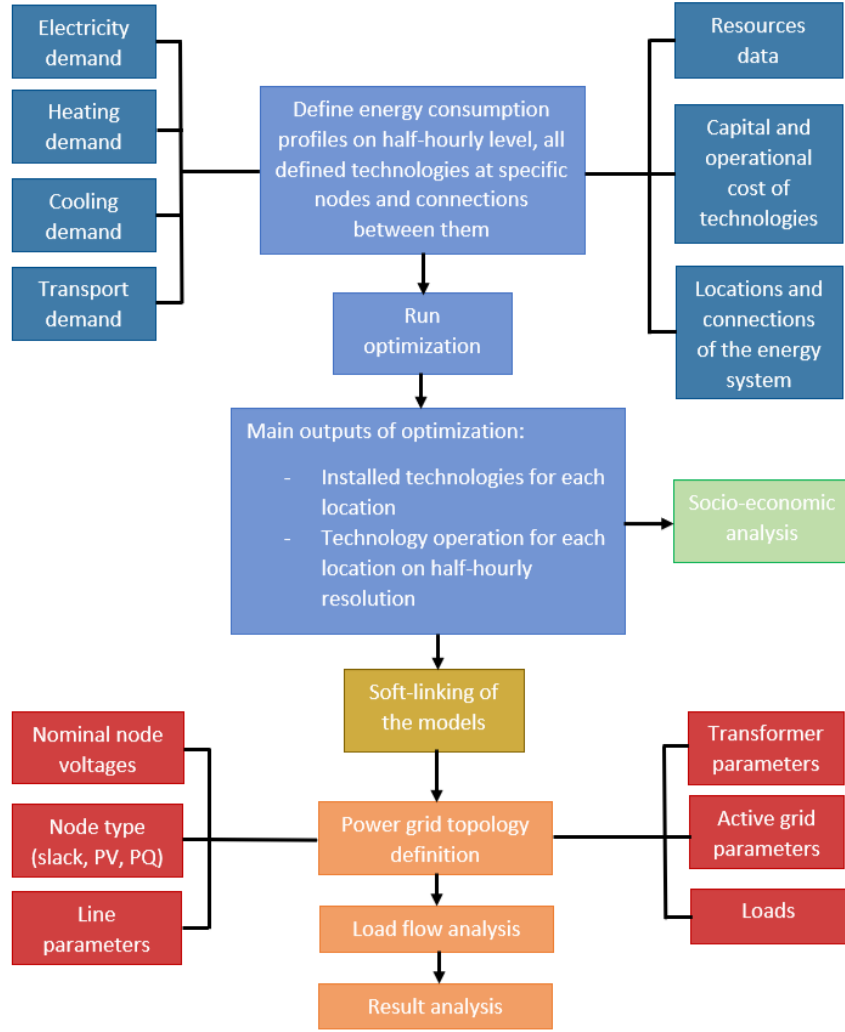 Electricity
demand
Heating
demand
Cooling
demand
Transport
demand
Define energy consumption
profiles on half-hourly level, all
defined technologies at specific
nodes and connections
between them
Resources
data
Capital and
operational
cost of
technologies
Locations and
connections
of the energy
system
Run
optimization
Main outputs of optimization:
- Installed technologies for each
location
- Technology operation for each
location on half-hourly
resolution
Socio-economic
analysis
Soft-linking of
the models
Nominal node
voltages
Node type
(slack, PV, PQ)
Line
parameters
Power grid topology
definition
Transformer
parameters
Active grid
parameters
Loads
Load flow analysis
Result analysis